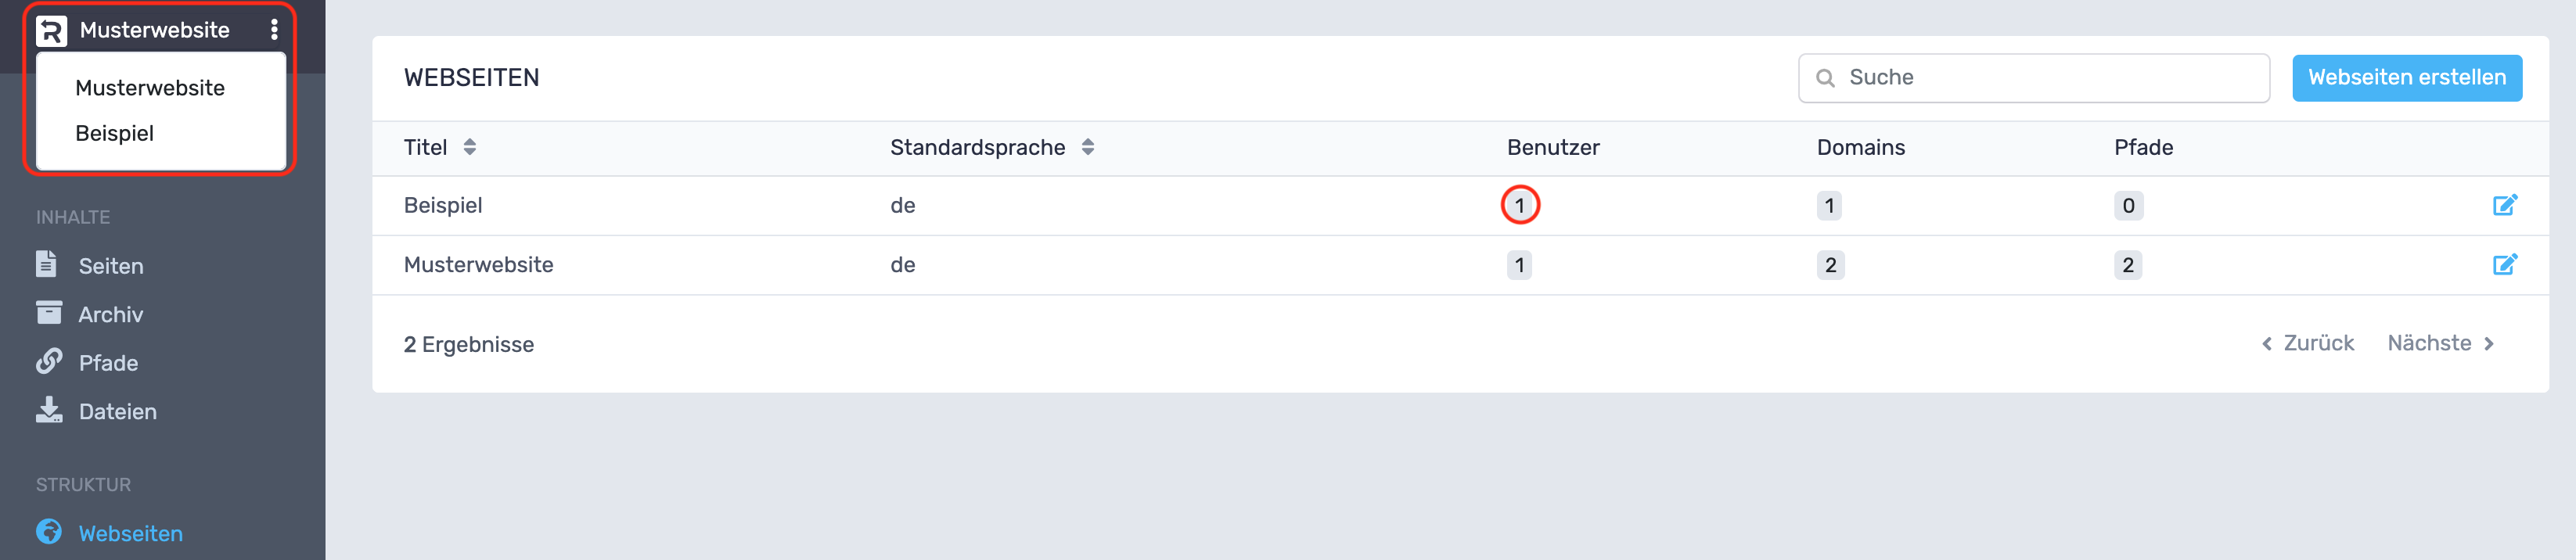 Musterwebsite
Musterwebsite
Beispiel
INHALTE
Seiten
Archiv
Pfade
Dateien
STRUKTUR
Webseiten
WEBSEITEN
Suche
Webseiten erstellen
Titel Standardsprache Benutzer Domains Pfade
Beispiel de 1 1 0
Musterwebsite de 1 2 2
2 Ergebnisse
Zurück Nächste